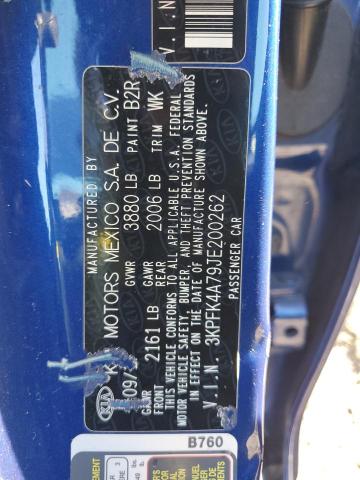 MANUFACTURED BY
KIA MOTORS MEXICO S.A. DE C.V.
GVWR 3880 LB PAINT B2R
GAWR FRONT 2161 LB GAWR REAR 2006 LB TRIM WK
THIS VEHICLE CONFORMS TO ALL APPLICABLE U.S.A. FEDERAL
MOTOR VEHICLE SAFETY, BUMPER, AND THEFT PREVENTION STANDARDS
IN EFFECT ON THE DATE OF MANUFACTURE SHOWN ABOVE.
V.I.N. 3KPFK4A79JE200262
PASSENGER CAR
V.I.N
B760